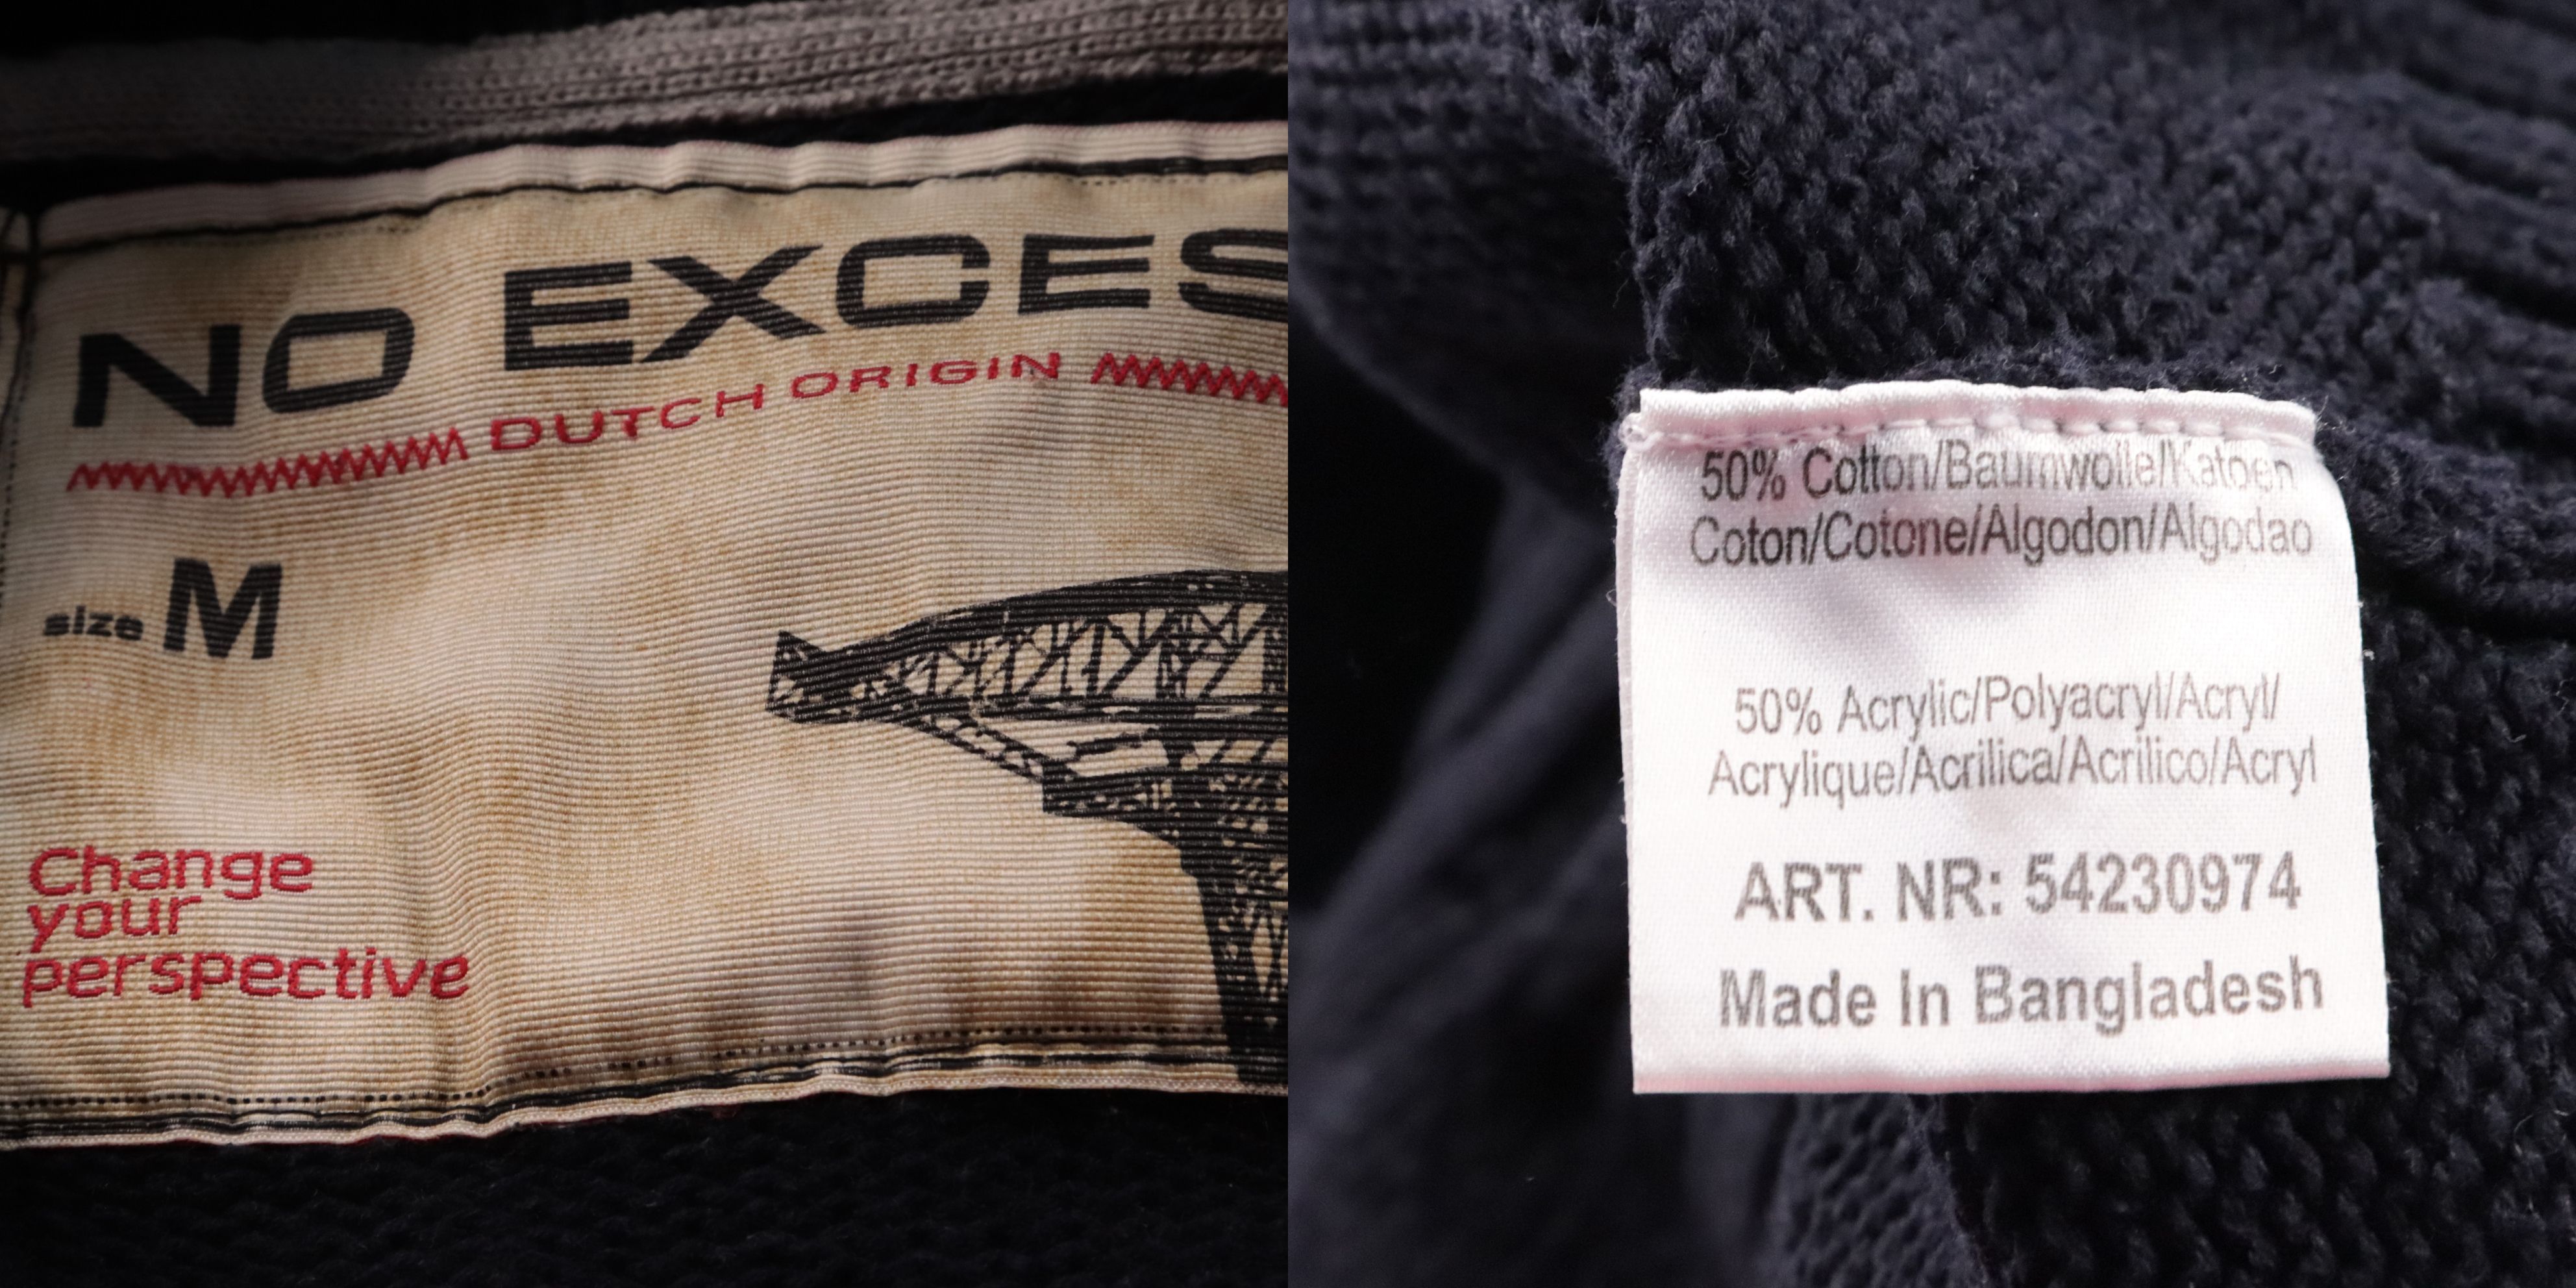 NO EXCES
DUTCH ORIGIN
size M
Change
your
perspective
50% Cotton/Baumwolle/Katoen
Coton/Cotone/Algodon/Algodao
50% Acrylic/Polyacryl/Acryl/
Acrylique/Acrilica/Acrilico/Acryl
ART. NR: 54230974
Made In Bangladesh